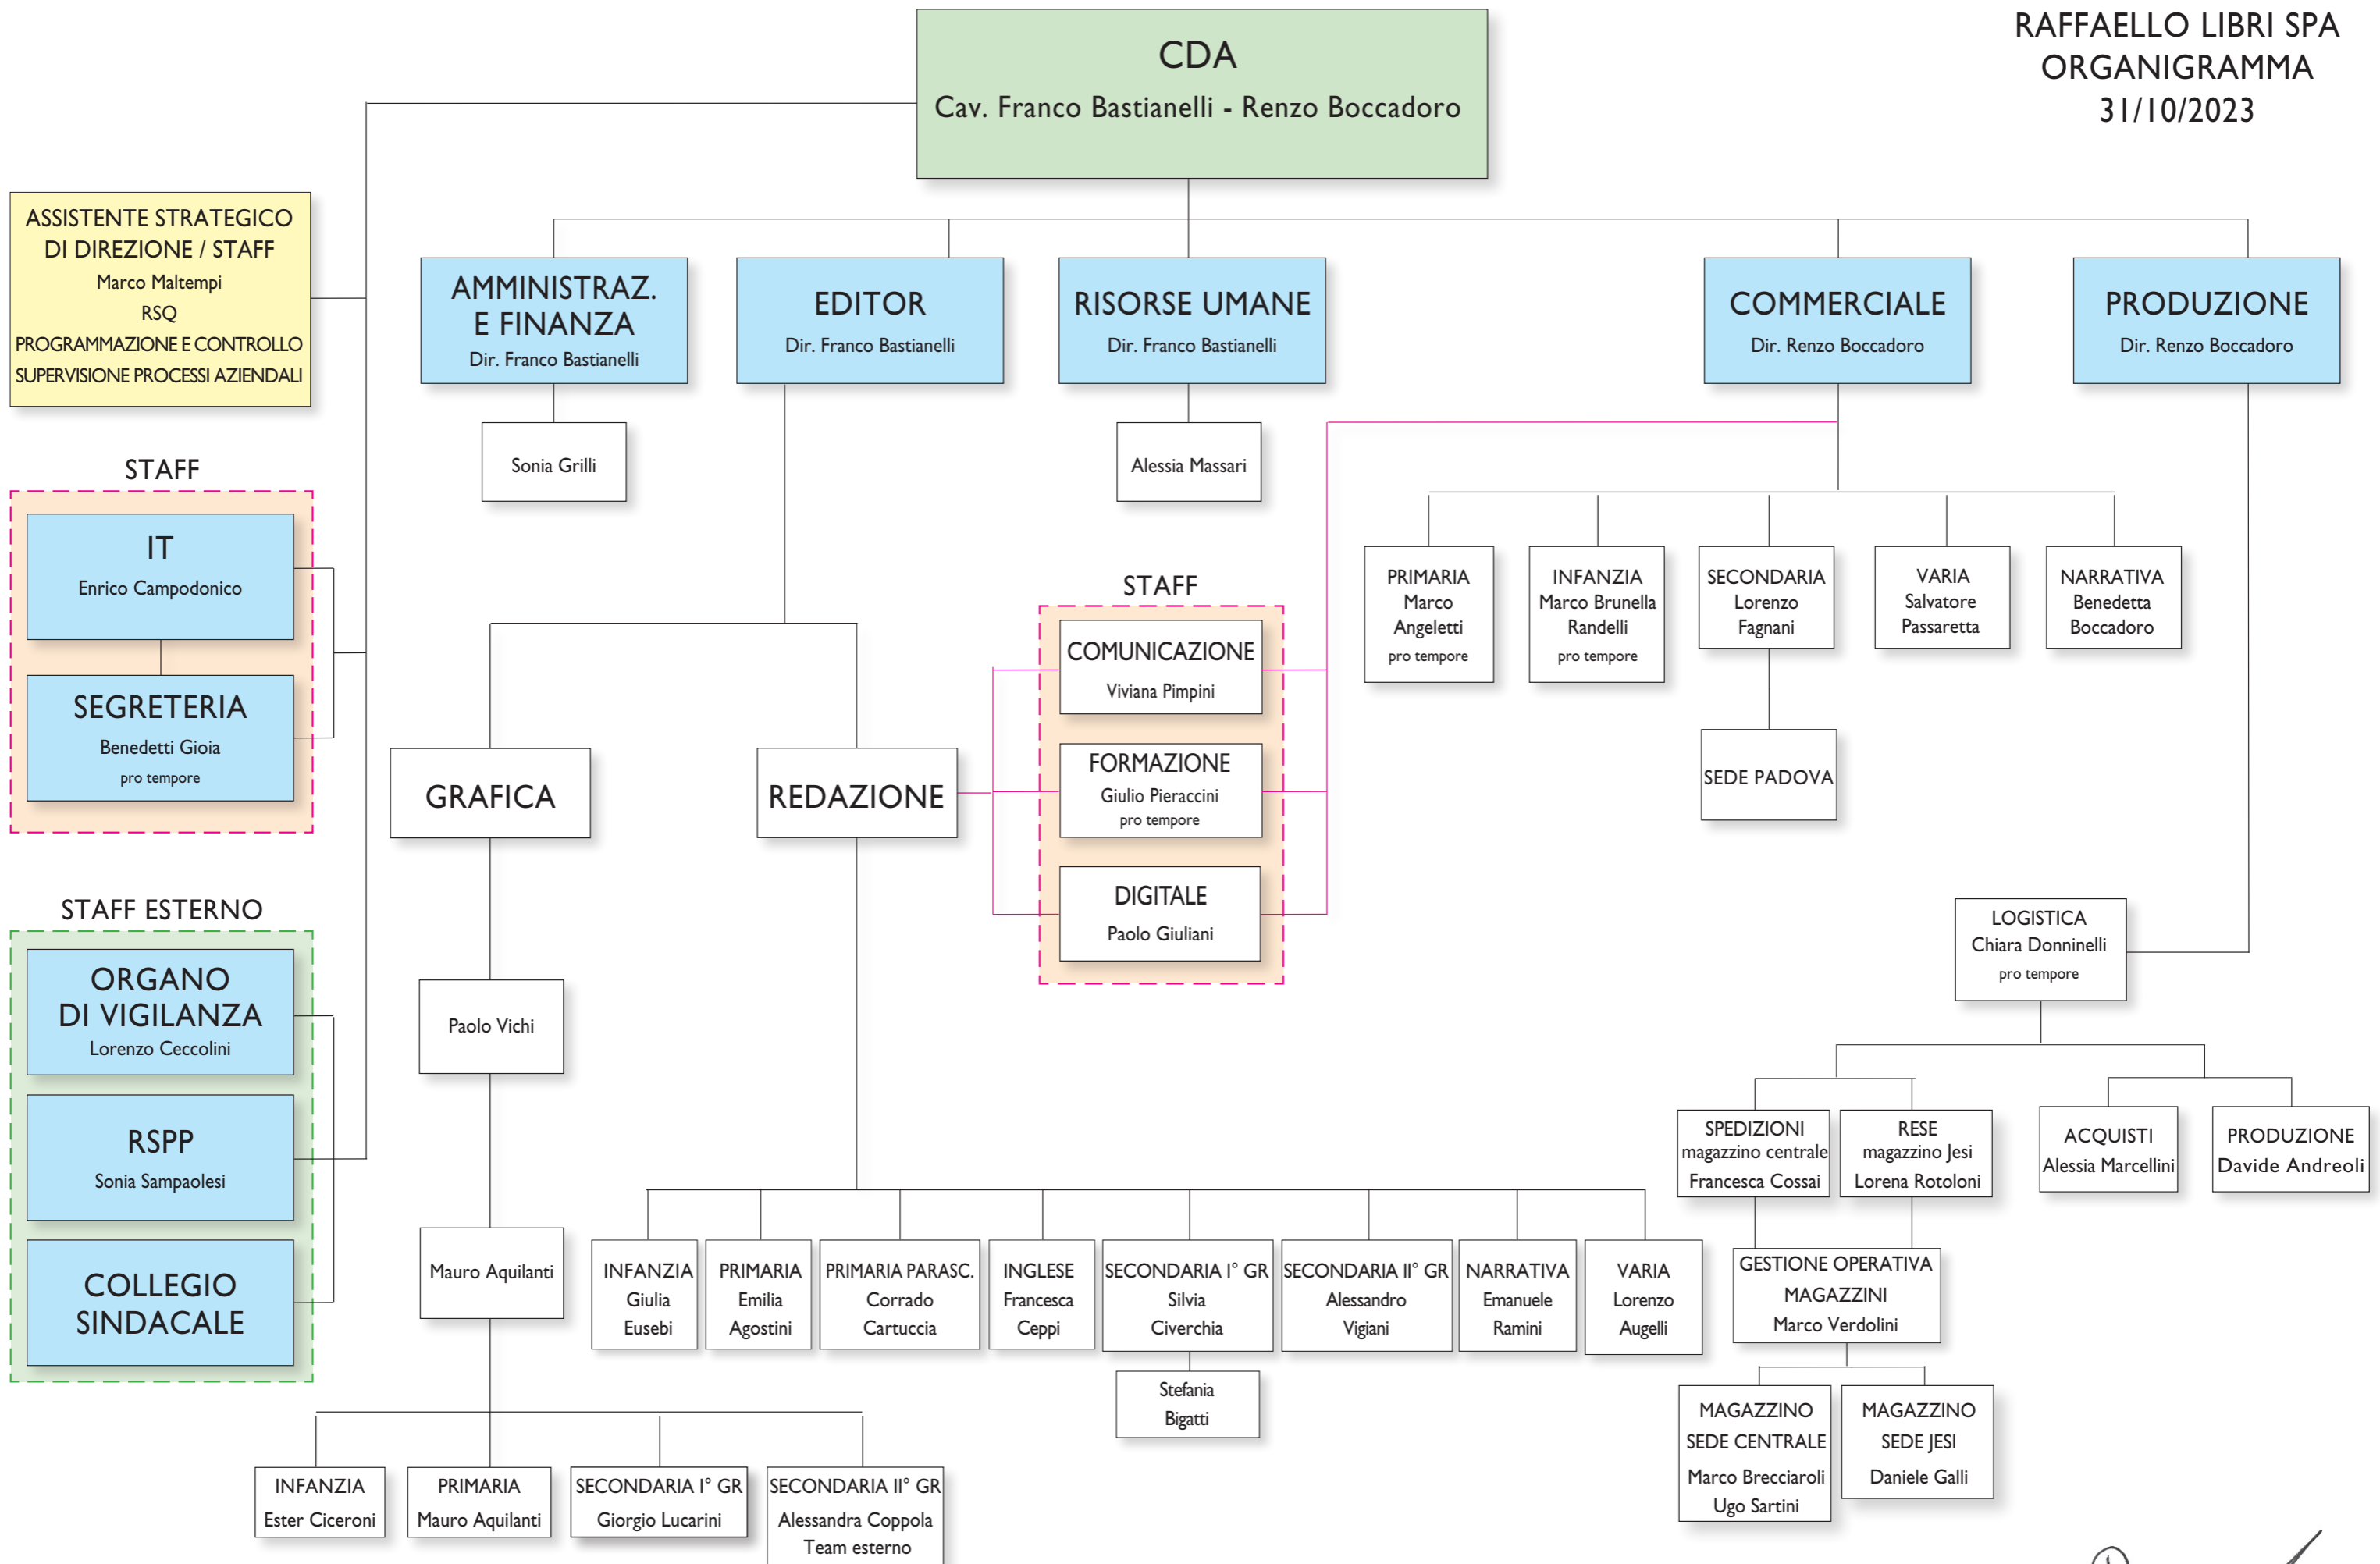 RAFFAELLO LIBRI SPA
ORGANIGRAMMA
31/10/2023
CDA
Cav. Franco Bastianelli - Renzo Boccadoro
ASSISTENTE STRATEGICO
DI DIREZIONE / STAFF
Marco Maltempi
RSQ
PROGRAMMAZIONE E CONTROLLO
SUPERVISIONE PROCESSI AZIENDALI
AMMINISTRAZ.
E FINANZA
Dir. Franco Bastianelli
EDITOR
Dir. Franco Bastianelli
RISORSE UMANE
Dir. Franco Bastianelli
COMMERCIALE
Dir. Renzo Boccadoro
PRODUZIONE
Dir. Renzo Boccadoro
Sonia Grilli
Alessia Massari
STAFF
IT
Enrico Campodonico
SEGRETERIA
Benedetti Gioia
pro tempore
STAFF
COMUNICAZIONE
Viviana Pimpini
FORMAZIONE
Giulio Pieraccini
pro tempore
DIGITALE
Paolo Giuliani
PRIMARIA
Marco
Angeletti
pro tempore
INFANZIA
Marco Brunella
Randelli
pro tempore
SECONDARIA
Lorenzo
Fagnani
VARIA
Salvatore
Passaretta
NARRATIVA
Benedetta
Boccadoro
SEDE PADOVA
GRAFICA
REDAZIONE
STAFF ESTERNO
ORGANO
DI VIGILANZA
Lorenzo Ceccolini
RSPP
Sonia Sampaolesi
COLLEGIO
SINDACALE
Paolo Vichi
Mauro Aquilanti
LOGISTICA
Chiara Donninelli
pro tempore
SPEDIZIONI
magazzino centrale
Francesca Cossai
RESE
magazzino Jesi
Lorena Rotoloni
ACQUISTI
Alessia Marcellini
PRODUZIONE
Davide Andreoli
INFANZIA
Giulia
Eusebi
PRIMARIA
Emilia
Agostini
PRIMARIA PARASC.
Corrado
Cartuccia
INGLESE
Francesca
Ceppi
SECONDARIA I° GR
Silvia
Civerchia
SECONDARIA II° GR
Alessandro
Vigiani
NARRATIVA
Emanuele
Ramini
VARIA
Lorenzo
Augelli
Stefania
Bigatti
GESTIONE OPERATIVA
MAGAZZINI
Marco Verdolini
MAGAZZINO
SEDE CENTRALE
Marco Brecciaroli
Ugo Sartini
MAGAZZINO
SEDE JESI
Daniele Galli
INFANZIA
Ester Ciceroni
PRIMARIA
Mauro Aquilanti
SECONDARIA I° GR
Giorgio Lucarini
SECONDARIA II° GR
Alessandra Coppola
Team esterno